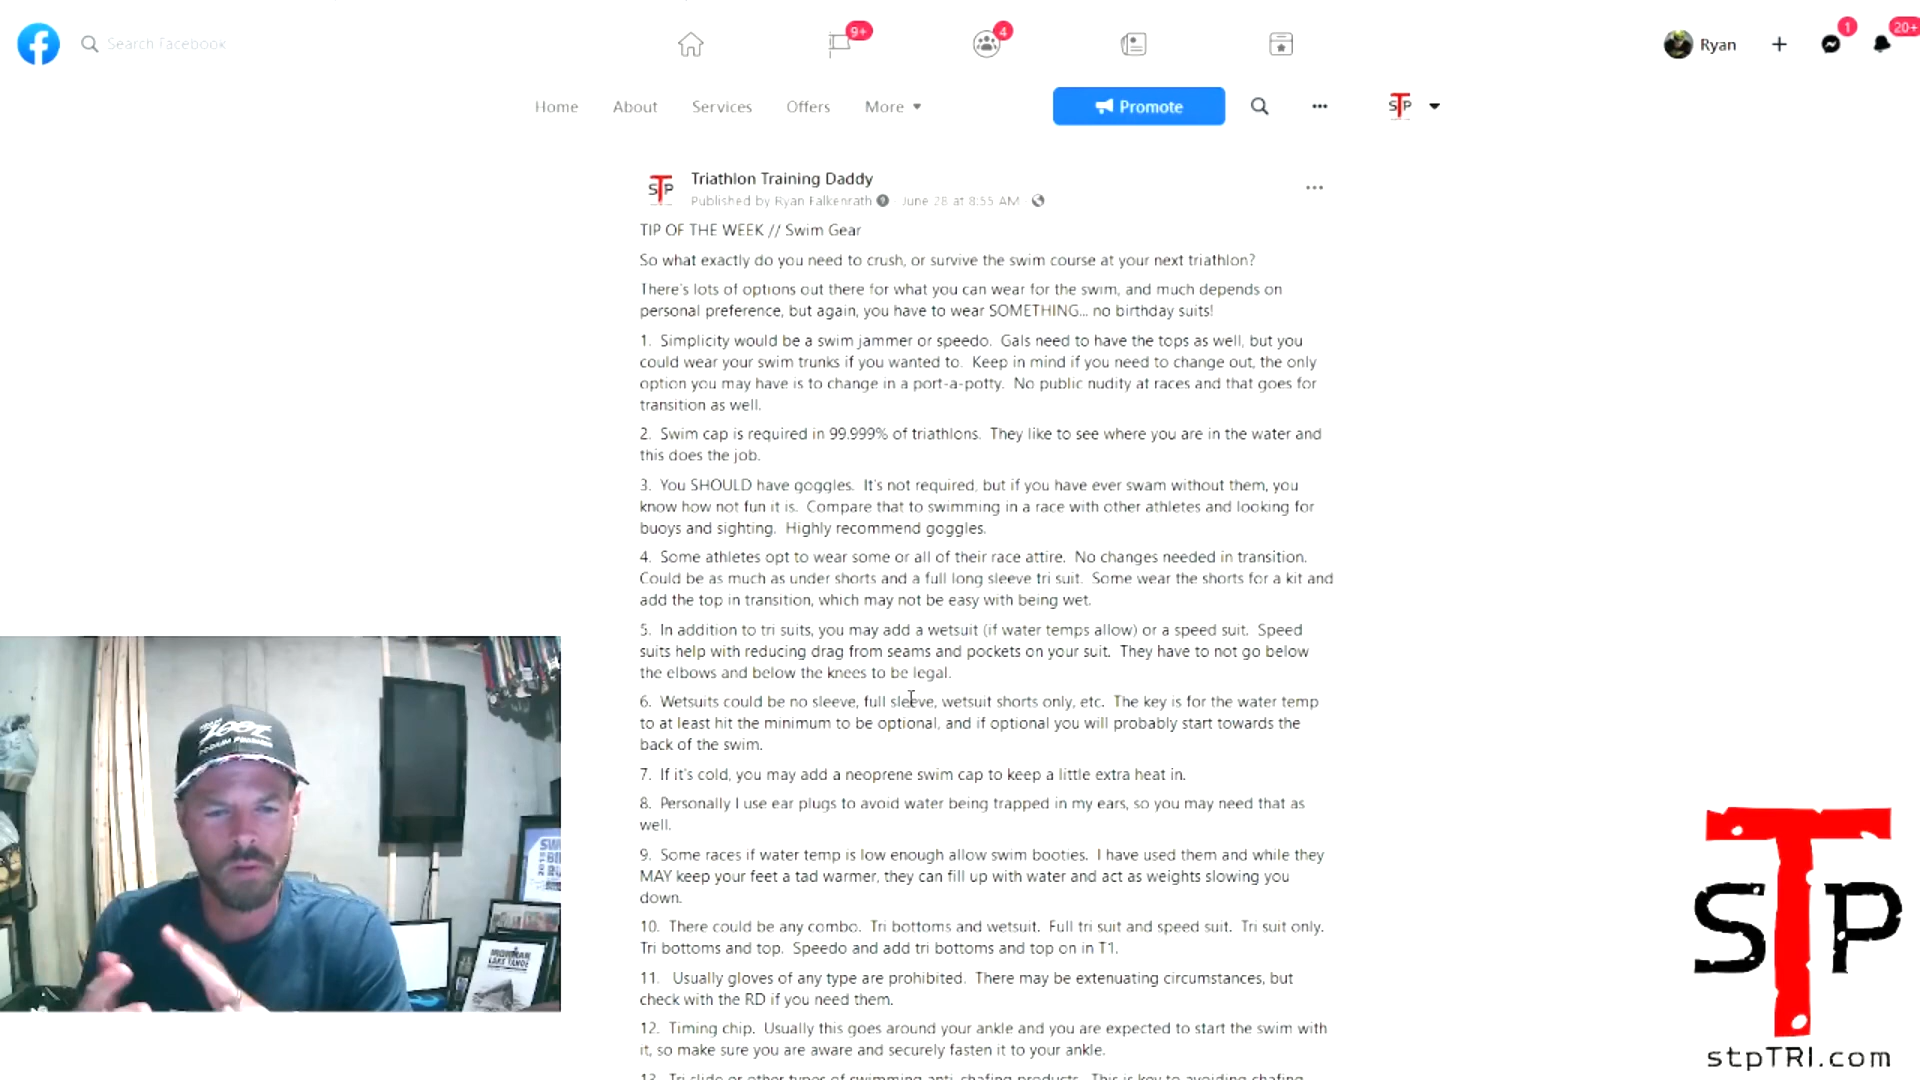 Search Facebook
9+
4
Ryan
1
20+
Home
About
Services
Offers
More
Promote
STP
STP
Triathlon Training Daddy
Published by Ryan Falkenrath
June 28 at 8:55 AM
TIP OF THE WEEK // Swim Gear
So what exactly do you need to crush, or survive the swim course at your next triathlon?
There's lots of options out there for what you can wear for the swim, and much depends on
personal preference, but again, you have to wear SOMETHING... no birthday suits!
1. Simplicity would be a swim jammer or speedo. Gals need to have the tops as well, but you
could wear your swim trunks if you wanted to. Keep in mind if you need to change out, the only
option you may have is to change in a port-a-potty. No public nudity at races and that goes for
transition as well.
2. Swim cap is required in 99.999% of triathlons. They like to see where you are in the water and
this does the job.
3. You SHOULD have goggles. It's not required, but if you have ever swam without them, you
know how not fun it is. Compare that to swimming in a race with other athletes and looking for
buoys and sighting. Highly recommend goggles.
4. Some athletes opt to wear some or all of their race attire. No changes needed in transition.
Could be as much as under shorts and a full long sleeve tri suit. Some wear the shorts for a kit and
add the top in transition, which may not be easy with being wet.
5. In addition to tri suits, you may add a wetsuit (if water temps allow) or a speed suit. Speed
suits help with reducing drag from seams and pockets on your suit. They have to not go below
the elbows and below the knees to be legal.
6. Wetsuits could be no sleeve, full sleeve, wetsuit shorts only, etc. The key is for the water temp
to at least hit the minimum to be optional, and if optional you will probably start towards the
back of the swim.
7. If it's cold, you may add a neoprene swim cap to keep a little extra heat in.
8. Personally I use ear plugs to avoid water being trapped in my ears, so you may need that as
well.
9. Some races if water temp is low enough allow swim booties. I have used them and while they
MAY keep your feet a tad warmer, they can fill up with water and act as weights slowing you
down.
10. There could be any combo. Tri bottoms and wetsuit. Full tri suit and speed suit. Tri suit only.
Tri bottoms and top. Speedo and add tri bottoms and top on in T1.
11. Usually gloves of any type are prohibited. There may be extenuating circumstances, but
check with the RD if you need them.
12. Timing chip. Usually this goes around your ankle and you are expected to start the swim with
it, so make sure you are aware and securely fasten it to your ankle.
13. Tri slide or other types of swimming anti-chafing products. This is key to avoiding chafing
IRONMAN
LAKE TAHOE
STP
stpTRI.com